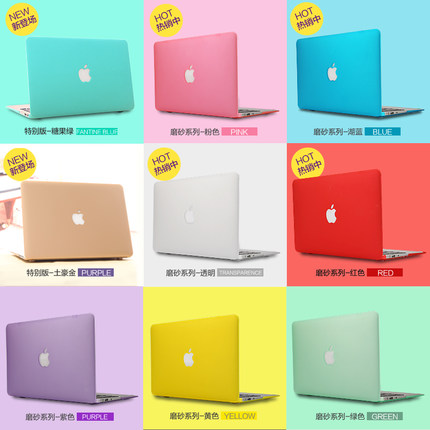 NEW
新登场
HOT
热销中
HOT
热销中
特别版-糖果绿 TANTINE BLUE
磨砂系列-粉色 PINK
磨砂系列-湖蓝 BLUE
NEW
新登场
HOT
热销中
HOT
热销中
特别版-土豪金 PURPLE
磨砂系列-透明 TRANSPARENCE
磨砂系列-红色 RED
磨砂系列-紫色 PURPLE
磨砂系列-黄色 YELLOW
磨砂系列-绿色 GREEN